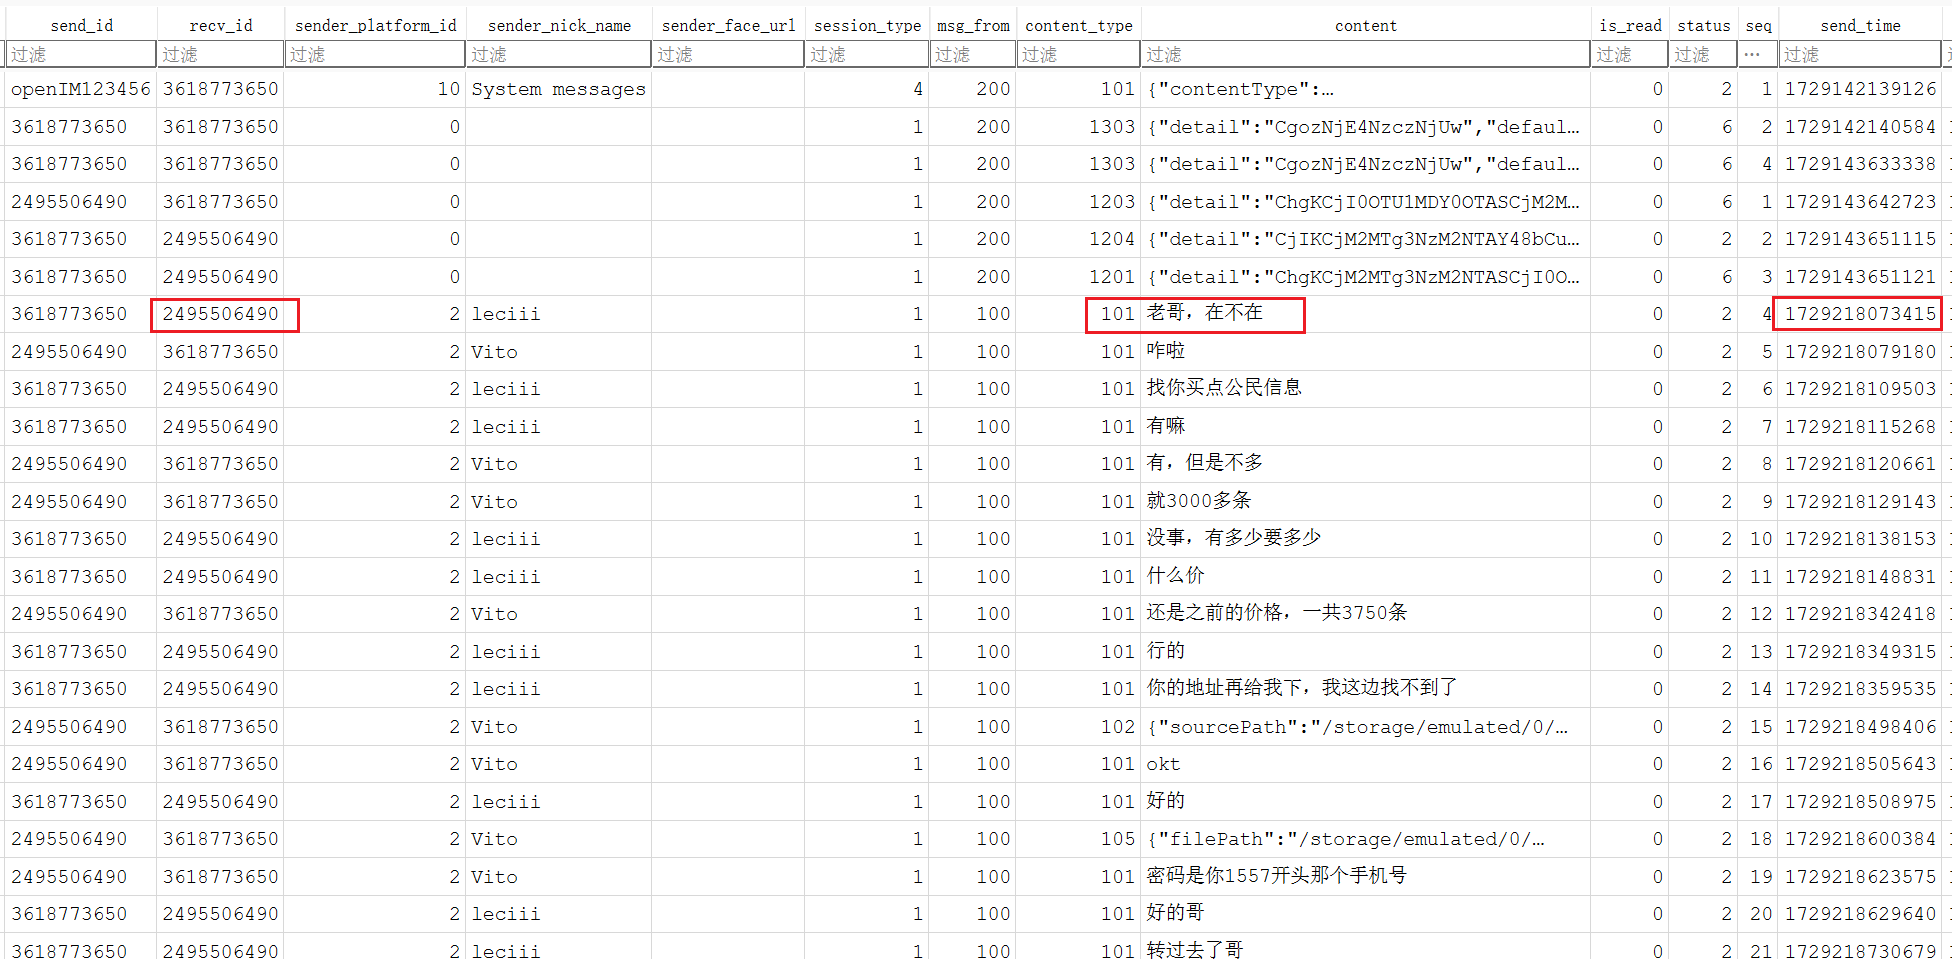 send_id recv_id sender_platform_id sender_nick_name sender_face_url session_type msg_from content_type content is_read status seq send_time
过滤 过滤 过滤 过滤 过滤 过滤 过滤 过滤 过滤 过滤 过滤 … 过滤
openIM123456 3618773650 10 System messages 4 200 101 {"contentType":… 0 2 1 1729142139126
3618773650 3618773650 0 1 200 1303 {"detail":"CgozNjE4NzczNjUw","defaul… 0 6 2 1729142140584
3618773650 3618773650 0 1 200 1303 {"detail":"CgozNjE4NzczNjUw","defaul… 0 6 4 1729143633338
2495506490 3618773650 0 1 200 1203 {"detail":"ChgKCjI0OTU1MDY0OTASCjM2M… 0 6 1 1729143642723
3618773650 2495506490 0 1 200 1204 {"detail":"CjIKCjM2MTg3NzM2NTAY48bCu… 0 2 2 1729143651115
3618773650 2495506490 0 1 200 1201 {"detail":"ChgKCjM2MTg3NzM2NTASCjI0O… 0 6 3 1729143651121
3618773650 2495506490 2 leciii 1 100 101 老哥，在不在 0 2 4 1729218073415
2495506490 3618773650 2 Vito 1 100 101 咋啦 0 2 5 1729218079180
3618773650 2495506490 2 leciii 1 100 101 找你买点公民信息 0 2 6 1729218109503
3618773650 2495506490 2 leciii 1 100 101 有嘛 0 2 7 1729218115268
2495506490 3618773650 2 Vito 1 100 101 有，但是不多 0 2 8 1729218120661
2495506490 3618773650 2 Vito 1 100 101 就3000多条 0 2 9 1729218129143
3618773650 2495506490 2 leciii 1 100 101 没事，有多少要多少 0 2 10 1729218138153
3618773650 2495506490 2 leciii 1 100 101 什么价 0 2 11 1729218148831
2495506490 3618773650 2 Vito 1 100 101 还是之前的价格，一共3750条 0 2 12 1729218342418
3618773650 2495506490 2 leciii 1 100 101 行的 0 2 13 1729218349315
3618773650 2495506490 2 leciii 1 100 101 你的地址再给我下，我这边找不到了 0 2 14 1729218359535
2495506490 3618773650 2 Vito 1 100 102 {"sourcePath":"/storage/emulated/0/… 0 2 15 1729218498406
2495506490 3618773650 2 Vito 1 100 101 okt 0 2 16 1729218505643
3618773650 2495506490 2 leciii 1 100 101 好的 0 2 17 1729218508975
2495506490 3618773650 2 Vito 1 100 105 {"filePath":"/storage/emulated/0/… 0 2 18 1729218600384
2495506490 3618773650 2 Vito 1 100 101 密码是你1557开头那个手机号 0 2 19 1729218623575
3618773650 2495506490 2 leciii 1 100 101 好的哥 0 2 20 1729218629640
3618773650 2495506490 2 leciii 1 100 101 转过去了哥 0 2 21 1729218730679